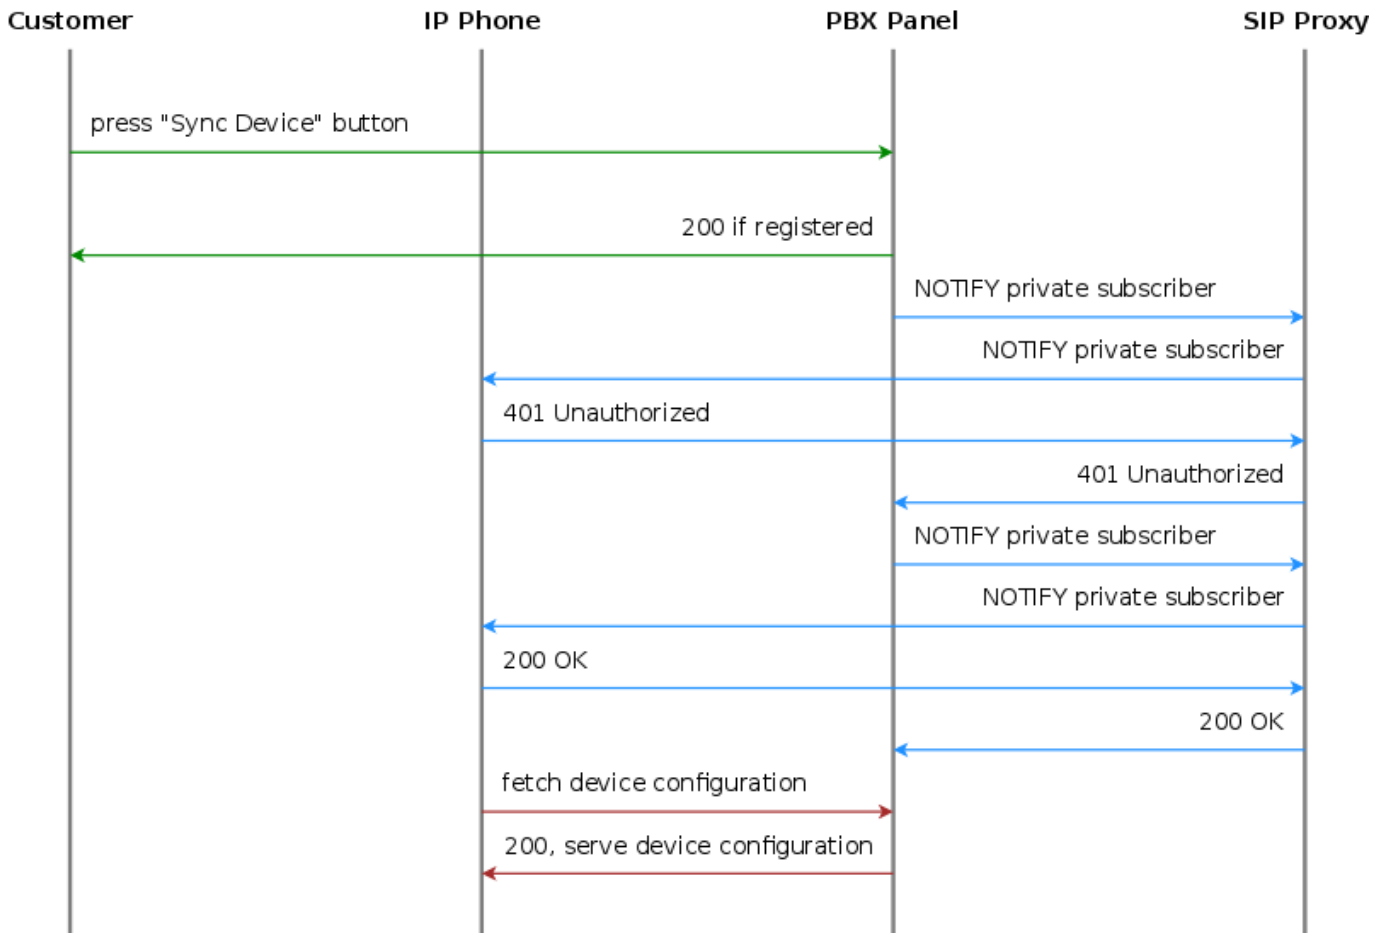 Customer IP Phone PBX Panel SIP Proxy
press "Sync Device" button
200 if registered
NOTIFY private subscriber
NOTIFY private subscriber
401 Unauthorized
401 Unauthorized
NOTIFY private subscriber
NOTIFY private subscriber
200 OK
200 OK
fetch device configuration
200, serve device configuration